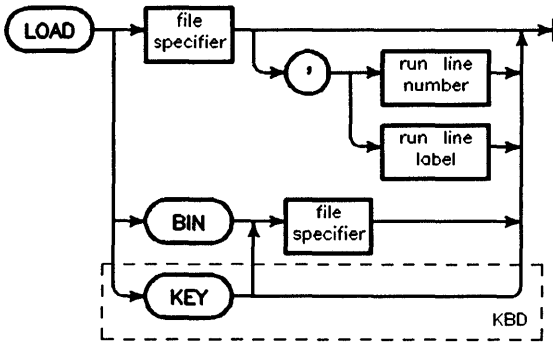 LOAD
file
specifier
,
run line
number
run line
label
BIN
file
specifier
KEY
KBD